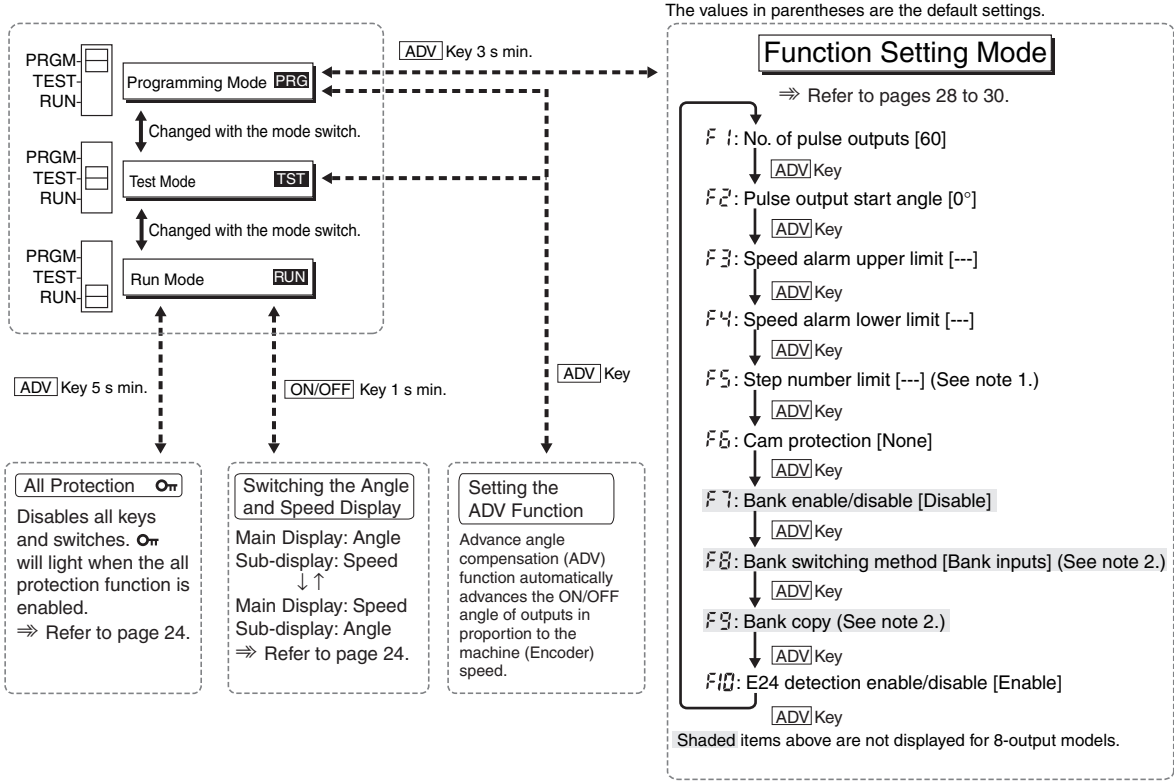 The values in parentheses are the default settings.
PRGM
TEST
RUN
Programming Mode PRG
Changed with the mode switch.
PRGM
TEST
RUN
Test Mode TST
Changed with the mode switch.
PRGM
TEST
RUN
Run Mode RUN
ADV Key 3 s min.
ADV Key 5 s min.
ON/OFF Key 1 s min.
ADV Key
All Protection
Disables all keys
and switches.
will light when the all
protection function is
enabled.
⇒ Refer to page 24.
Switching the Angle
and Speed Display
Main Display: Angle
Sub-display: Speed
↓↑
Main Display: Speed
Sub-display: Angle
⇒ Refer to page 24.
Setting the
ADV Function
Advance angle
compensation (ADV)
function automatically
advances the ON/OFF
angle of outputs in
proportion to the
machine (Encoder)
speed.
Function Setting Mode
⇒ Refer to pages 28 to 30.
F1: No. of pulse outputs [60]
ADV Key
F2: Pulse output start angle [0°]
ADV Key
F3: Speed alarm upper limit [---]
ADV Key
F4: Speed alarm lower limit [---]
ADV Key
F5: Step number limit [---] (See note 1.)
ADV Key
F6: Cam protection [None]
ADV Key
F7: Bank enable/disable [Disable]
ADV Key
F8: Bank switching method [Bank inputs] (See note 2.)
ADV Key
F9: Bank copy (See note 2.)
ADV Key
F10: E24 detection enable/disable [Enable]
ADV Key
Shaded items above are not displayed for 8-output models.